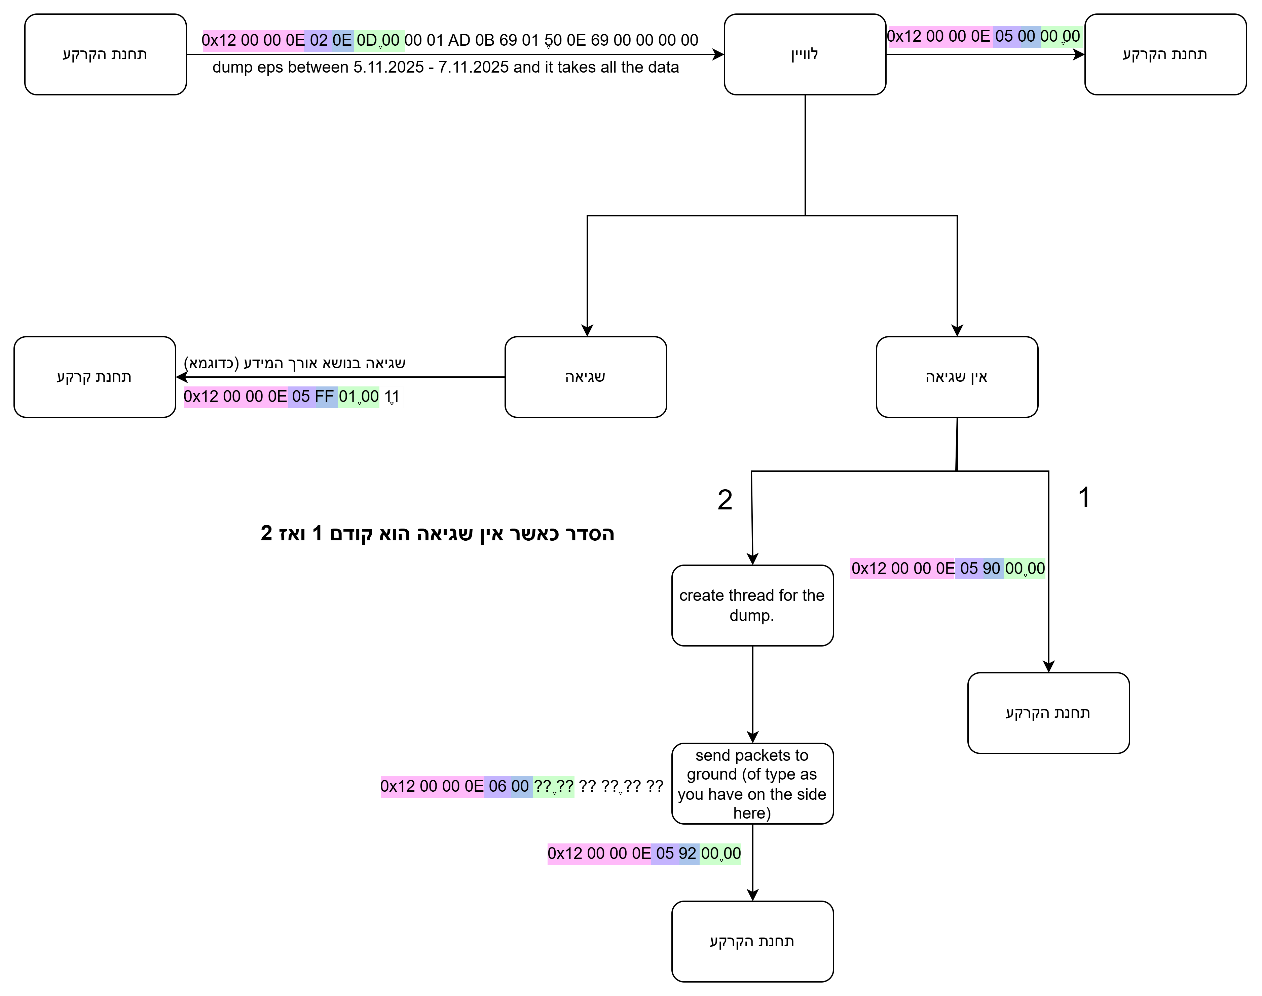 תחנת הקרקע
0x12 00 00 0E 02 0E 0D 00 00 01 AD 0B 69 01 50 0E 69 00 00 00 00
dump eps between 5.11.2025 - 7.11.2025 and it takes all the data
לוויין
0x12 00 00 0E 05 00 00 00
תחנת הקרקע
תחנת קרקע
שגיאה בנושא אורך המידע (כדוגמא)
0x12 00 00 0E 05 FF 01 00 11
שגיאה
אין שגיאה
2
1
הסדר כאשר אין שגיאה הוא קודם 1 ואז 2
0x12 00 00 0E 05 90 00 00
create thread for the
dump.
תחנת הקרקע
0x12 00 00 0E 06 00 ?? ?? ?? ?? ?? ??
send packets to
ground (of type as
you have on the side
here)
0x12 00 00 0E 05 92 00 00
תחנת הקרקע